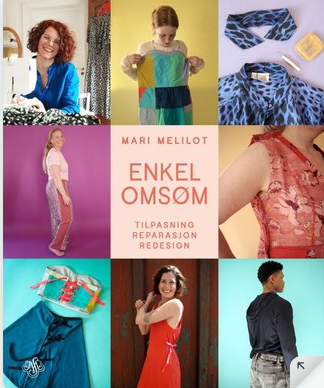 MARI MELILOT
ENKEL
OMSØM
TILPASNING
REPARASJON
REDESIGN